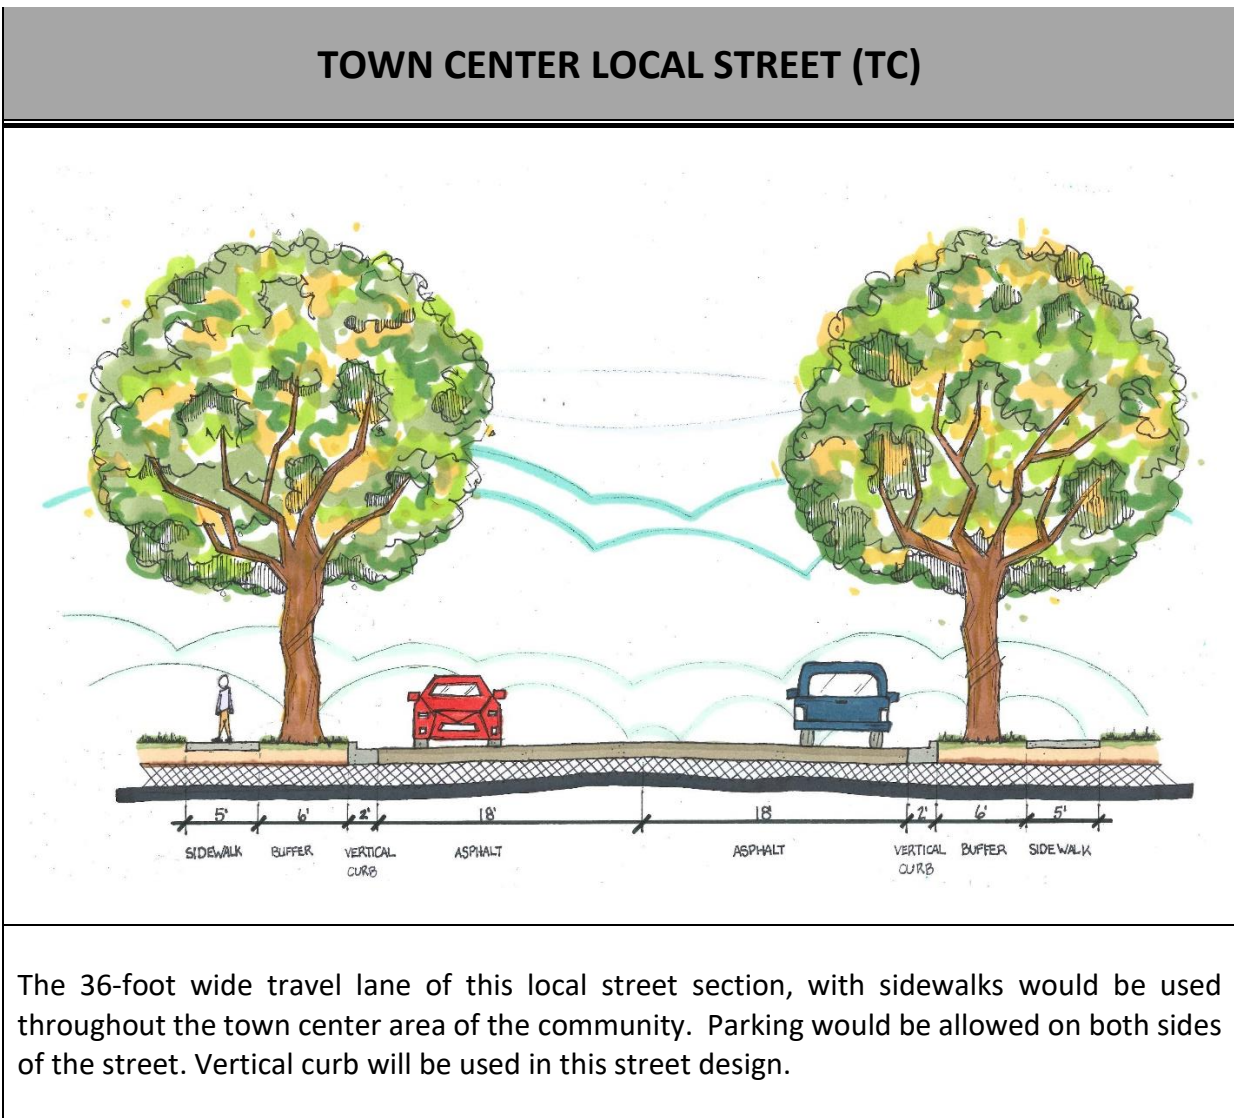 TOWN CENTER LOCAL STREET (TC)
5' 6' 2' 18' 18' 2' 6' 5'
SIDEWALK BUFFER VERTICAL ASPHALT ASPHALT VERTICAL BUFFER SIDEWALK
CURB CURB
The 36-foot wide travel lane of this local street section, with sidewalks would be used
throughout the town center area of the community. Parking would be allowed on both sides
of the street. Vertical curb will be used in this street design.